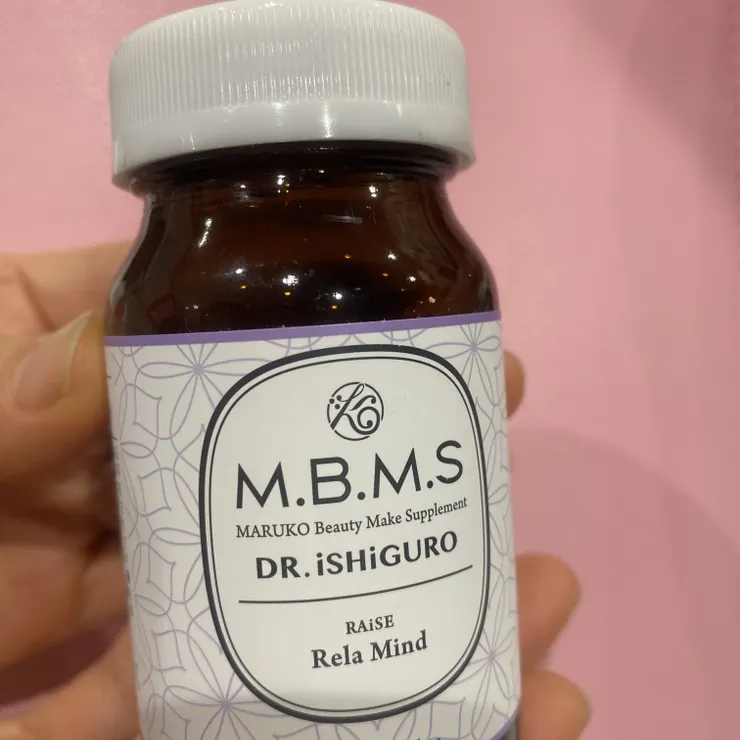 M.B.M.S
MARUKO Beauty Make Supplement
DR. iSHiGURO
RAiSE
Rela Mind